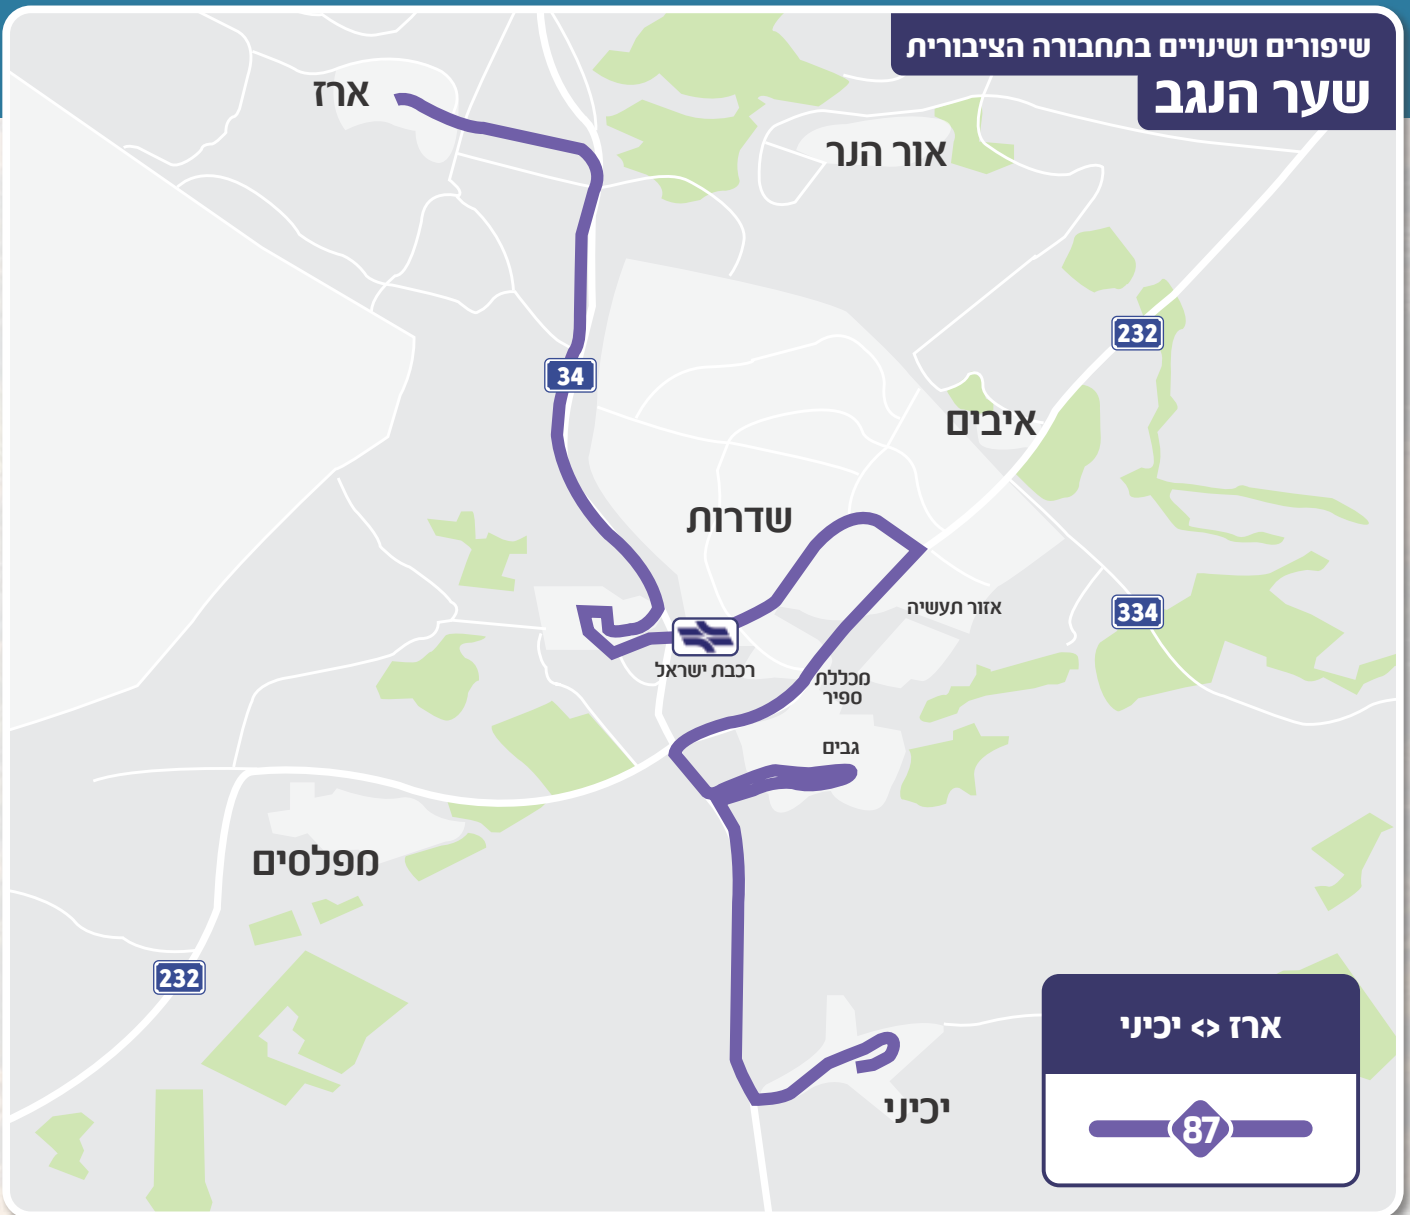 שיפורים ושינויים בתחבורה הציבורית
שער הנגב
ארז
אור הנר
232
34
איבים
שדרות
אזור תעשיה
334
רכבת ישראל
מכללת
ספיר
גבים
מפלסים
232
יכיני
ארז <> יכיני
87